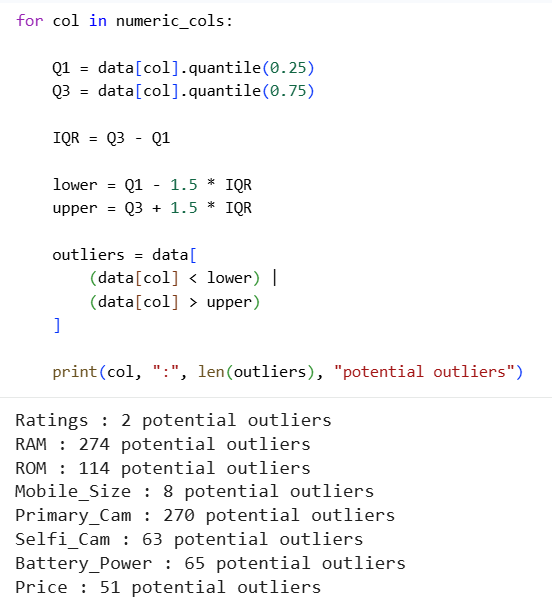 for col in numeric_cols:
Q1 = data[col].quantile(0.25)
Q3 = data[col].quantile(0.75)
IQR = Q3 - Q1
lower = Q1 - 1.5 * IQR
upper = Q3 + 1.5 * IQR
outliers = data[
(data[col] < lower) |
(data[col] > upper)
]
print(col, ":", len(outliers), "potential outliers")
Ratings : 2 potential outliers
RAM : 274 potential outliers
ROM : 114 potential outliers
Mobile_Size : 8 potential outliers
Primary_Cam : 270 potential outliers
Selfi_Cam : 63 potential outliers
Battery_Power : 65 potential outliers
Price : 51 potential outliers